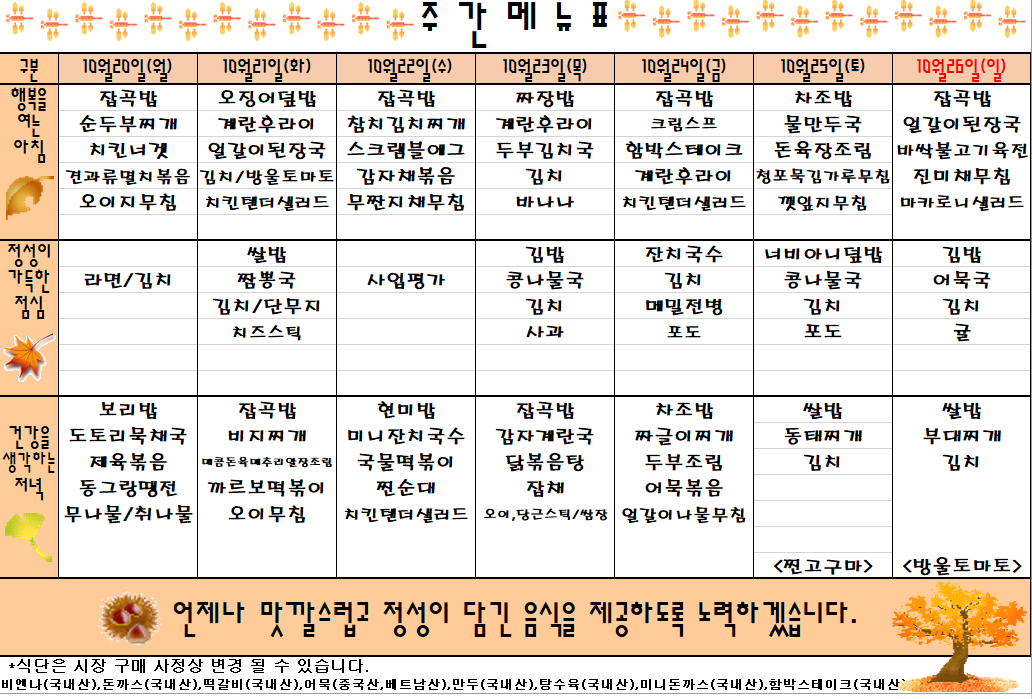 주간메뉴표
구분 10월20일(월) 10월21일(화) 10월22일(수) 10월23일(목) 10월24일(금) 10월25일(토) 10월26일(일)
행복을 여는 아침
잡곡밥 오징어덮밥 잡곡밥 짜장밥 잡곡밥 차조밥 잡곡밥
순두부찌개 계란후라이 참치김치찌개 계란후라이 크림스프 물만두국 얼갈이된장국
치킨너겟 얼갈이된장국 스크램블에그 두부김치국 함박스테이크 돈육장조림 바싹불고기육전
견과류멸치볶음 김치/방울토마토 감자채볶음 김치 계란후라이 청포묵김가루무침 진미채무침
오이지무침 치킨텐더샐러드 무짠지채무침 바나나 치킨텐더샐러드 깻잎지무침 마카로니샐러드
정성이 가득한 점심
쌀밥 김밥 잔치국수 너비아니덮밥 김밥
라면/김치 짬뽕국 사업평가 콩나물국 김치 콩나물국 어묵국
김치/단무지 김치 메밀전병 김치 김치
치즈스틱 사과 포도 포도 귤
건강을 생각하는 저녁
보리밥 잡곡밥 현미밥 잡곡밥 차조밥 쌀밥 쌀밥
도토리묵채국 비지찌개 미니잔치국수 감자계란국 짜글이찌개 동태찌개 부대찌개
제육볶음 매콤돈육메추리알장조림 국물떡볶이 닭볶음탕 두부조림 김치 김치
동그랑땡전 까르보떡볶이 찐순대 잡채 어묵볶음
무나물/취나물 오이무침 치킨텐더샐러드 오이,당근스틱/쌈장 얼갈이나물무침
<찐고구마> <방울토마토>
언제나 맛깔스럽고 정성이 담긴 음식을 제공하도록 노력하겠습니다.
*식단은 시장 구매 사정상 변경 될 수 있습니다.
비엔나(국내산),돈까스(국내산),떡갈비(국내산),어묵(중국산,베트남산),만두(국내산),탕수육(국내산),미니돈까스(국내산),함박스테이크(국내산)